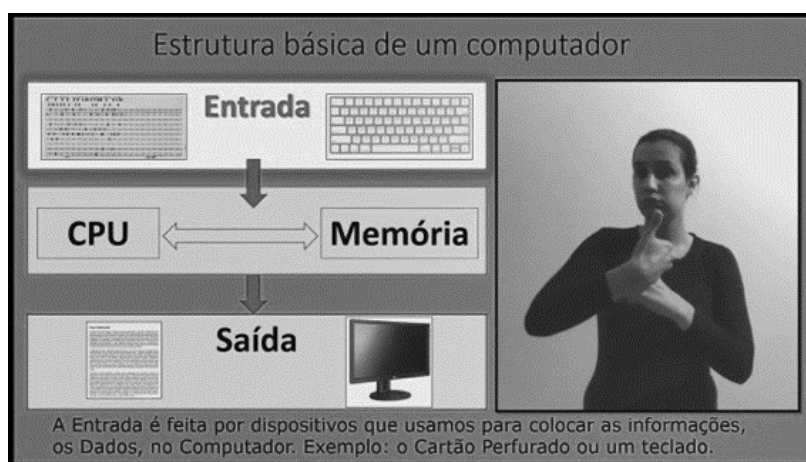 Estrutura básica de um computador
Entrada
CPU
Memória
Saída
A Entrada é feita por dispositivos que usamos para colocar as informações,
os Dados, no Computador. Exemplo: o Cartão Perfurado ou um teclado.